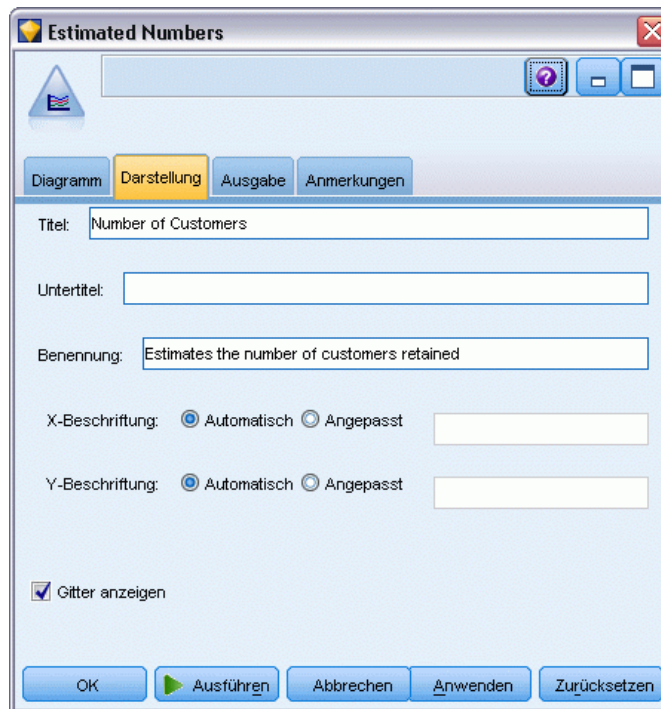 Estimated Numbers
Diagramm Darstellung Ausgabe Anmerkungen
Titel: Number of Customers
Untertitel:
Benennung: Estimates the number of customers retained
X-Beschriftung: Automatisch Angepasst
Y-Beschriftung: Automatisch Angepasst
Gitter anzeigen
OK Ausführen Abbrechen Anwenden Zurücksetzen